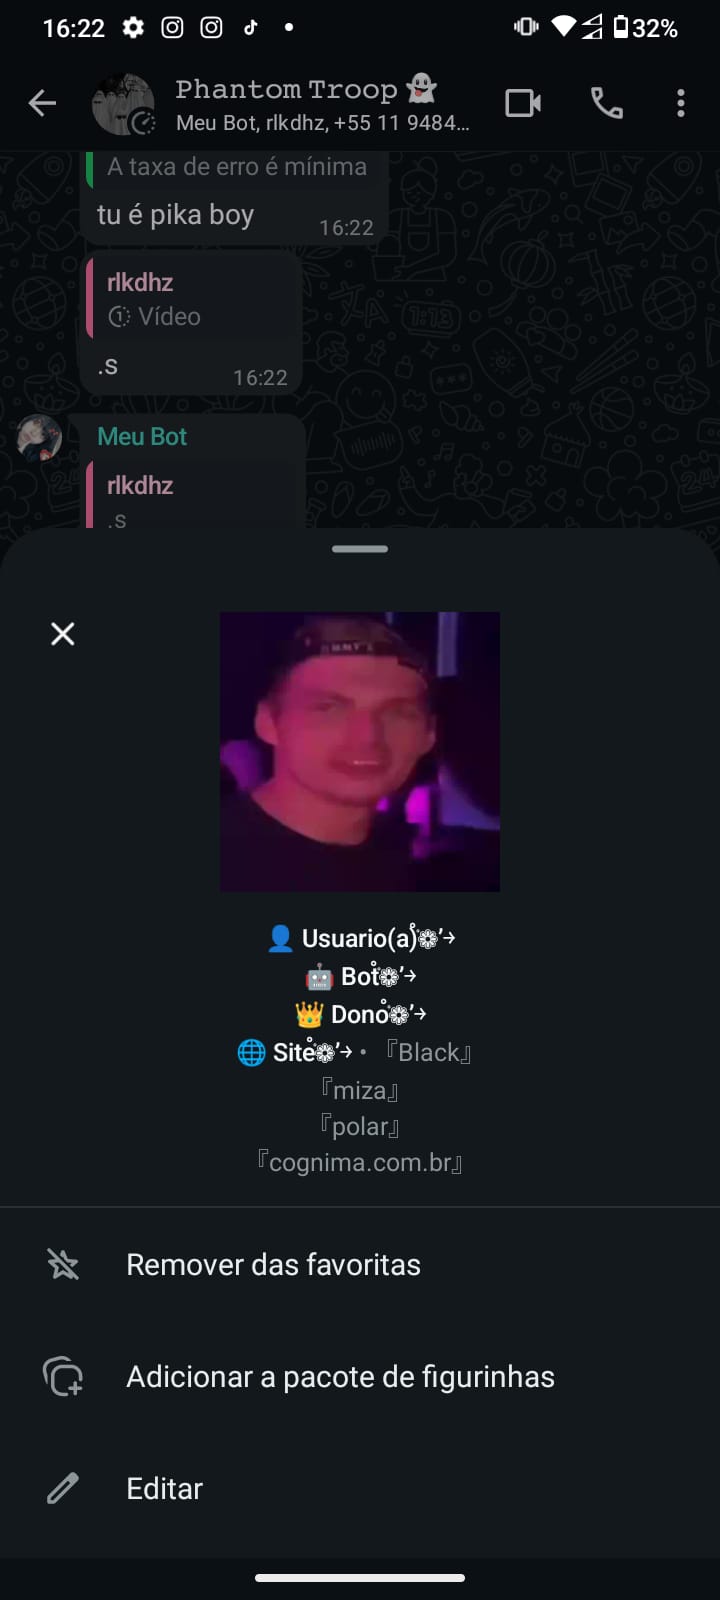 16:22
32%
Phantom Troop 👻
Meu Bot, rlkdhz, +55 11 9484...
A taxa de erro é mínima
tu é pika boy
16:22
rlkdhz
Vídeo
.s
16:22
Meu Bot
rlkdhz
.s
👤 Usuario(a)ꪶ̊❁̓ꪾ→
🤖 Bot❁̊’→
👑 Dono❁̊’→
🌐 Site❁̊’→ • 『Black』
『miza』
『polar』
『cognima.com.br』
Remover das favoritas
Adicionar a pacote de figurinhas
Editar